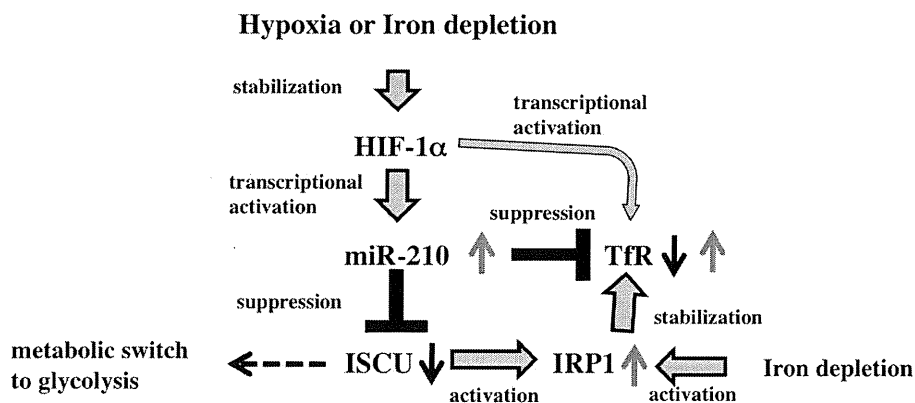 Hypoxia or Iron depletion
stabilization
transcriptional
activation
HIF-1α
transcriptional
activation
suppression
miR-210
TfR
suppression
stabilization
metabolic switch
to glycolysis
ISCU
IRP1
Iron depletion
activation
activation